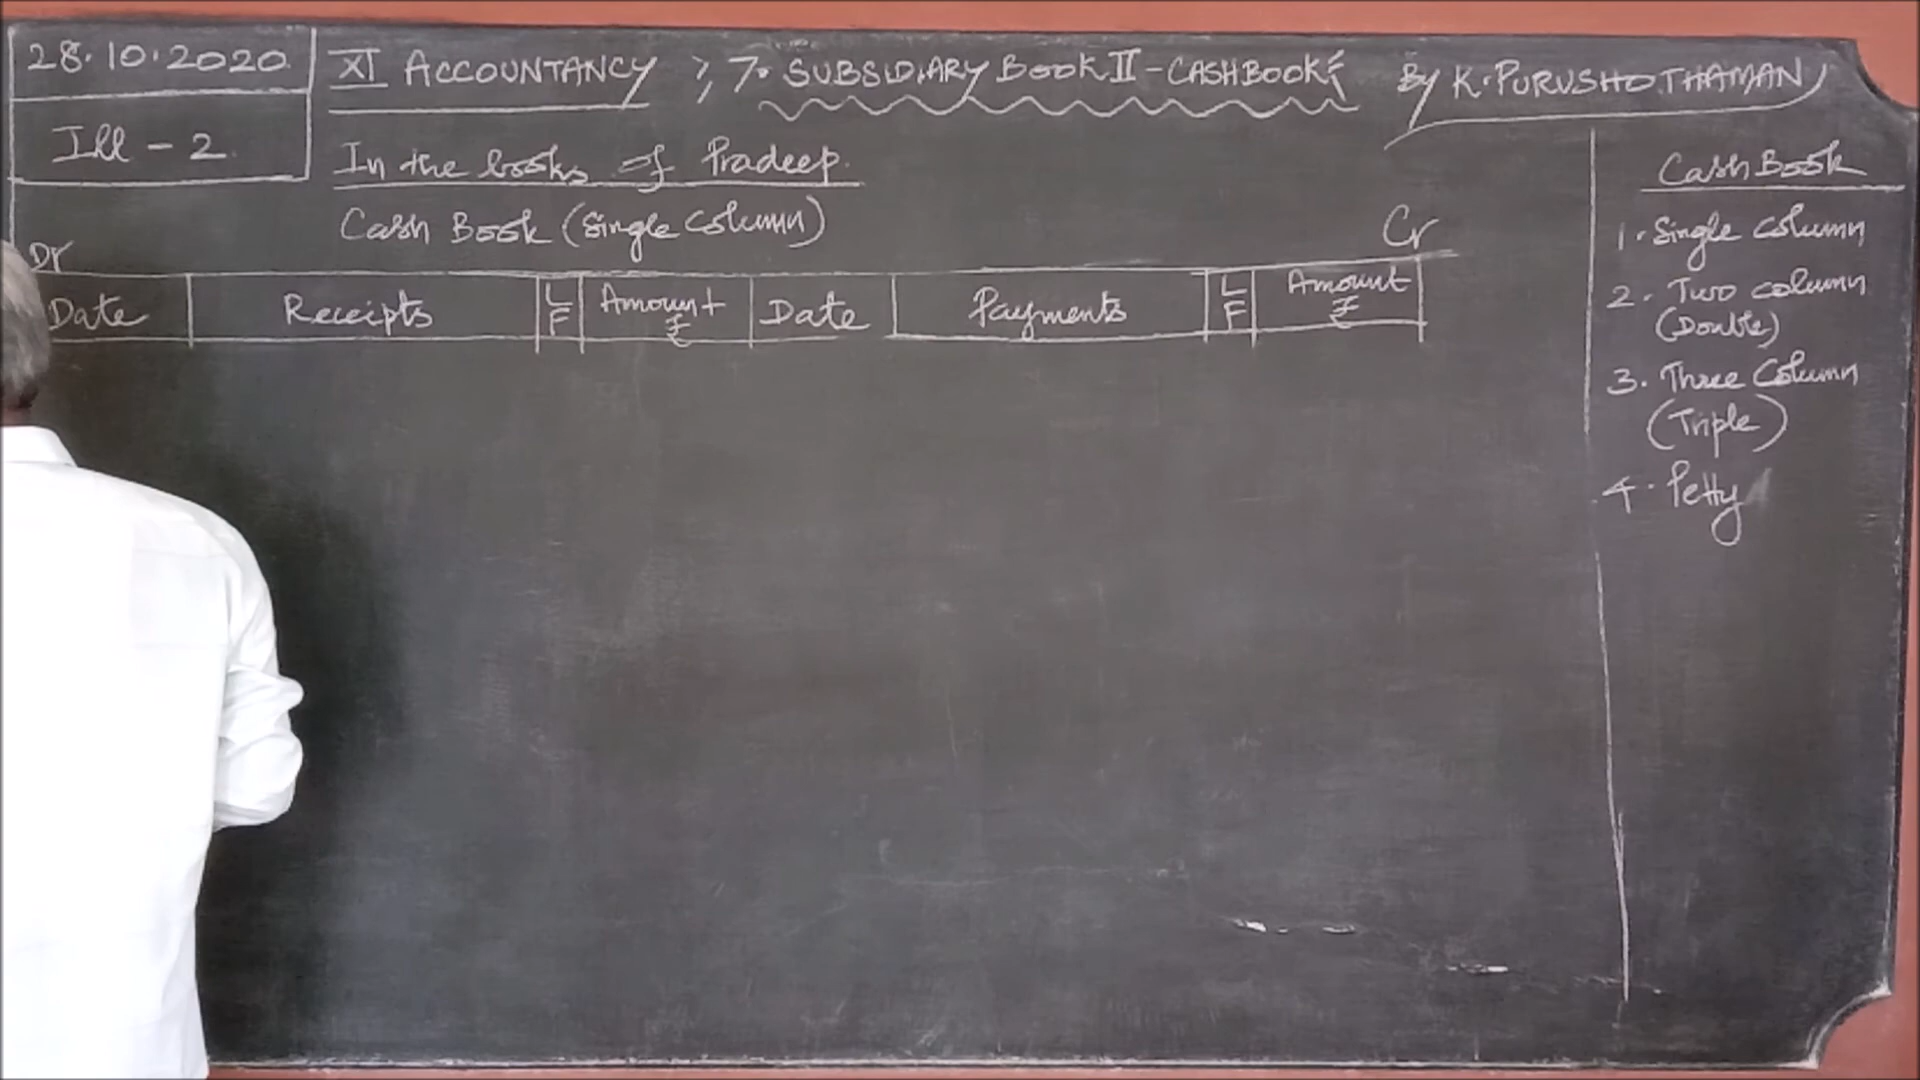 28.10.2020
XI ACCOUNTANCY ; 7. SUBSIDIARY BOOK II - CASH BOOK By K. PURUSHOTHAMAN
Ill - 2
In the books of Pradeep.
Cash Book (Single Column)
Dr Cr
Date Receipts L F Amount ₹ Date Payments L F Amount ₹
Cash Book
1. Single Column
2. Two column
(Double)
3. Three Column
(Triple)
4. Petty